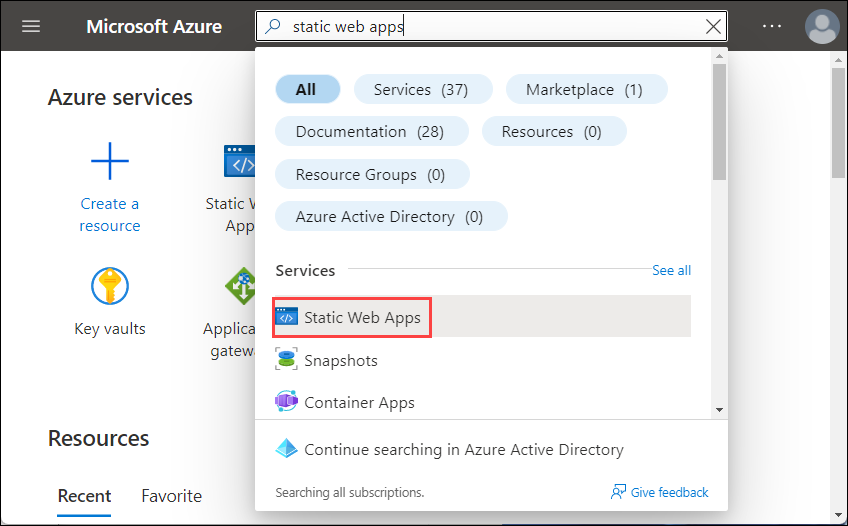 Microsoft Azure
static web apps
...
Azure services
Create a
resource
Static W
App
Key vaults
Applica
gatew
Resources
Recent Favorite
All Services (37) Marketplace (1)
Documentation (28) Resources (0)
Resource Groups (0)
Azure Active Directory (0)
Services See all
Static Web Apps
Snapshots
Container Apps
Continue searching in Azure Active Directory
Searching all subscriptions. Give feedback